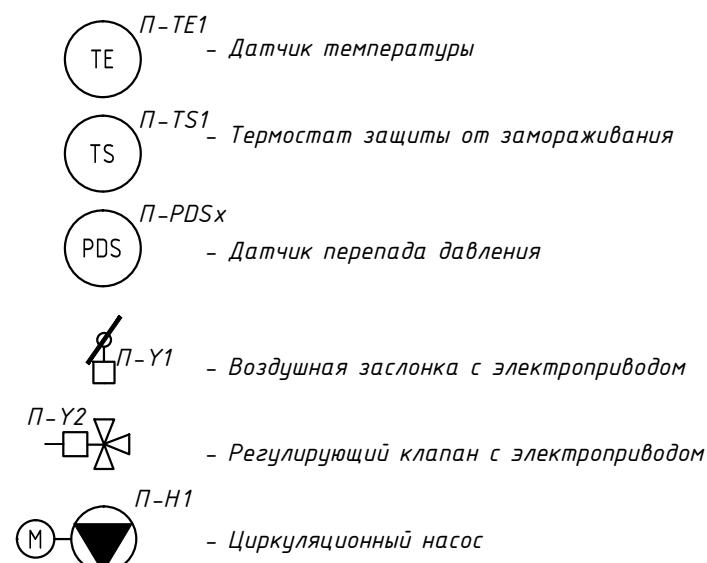 П-TE1
TE - Датчик температуры
П-TS1
TS - Термостат защиты от замораживания
П-PDSx
PDS - Датчик перепада давления
П-Y1 - Воздушная заслонка с электроприводом
П-Y2
- Регулирующий клапан с электроприводом
П-Н1
M - Циркуляционный насос